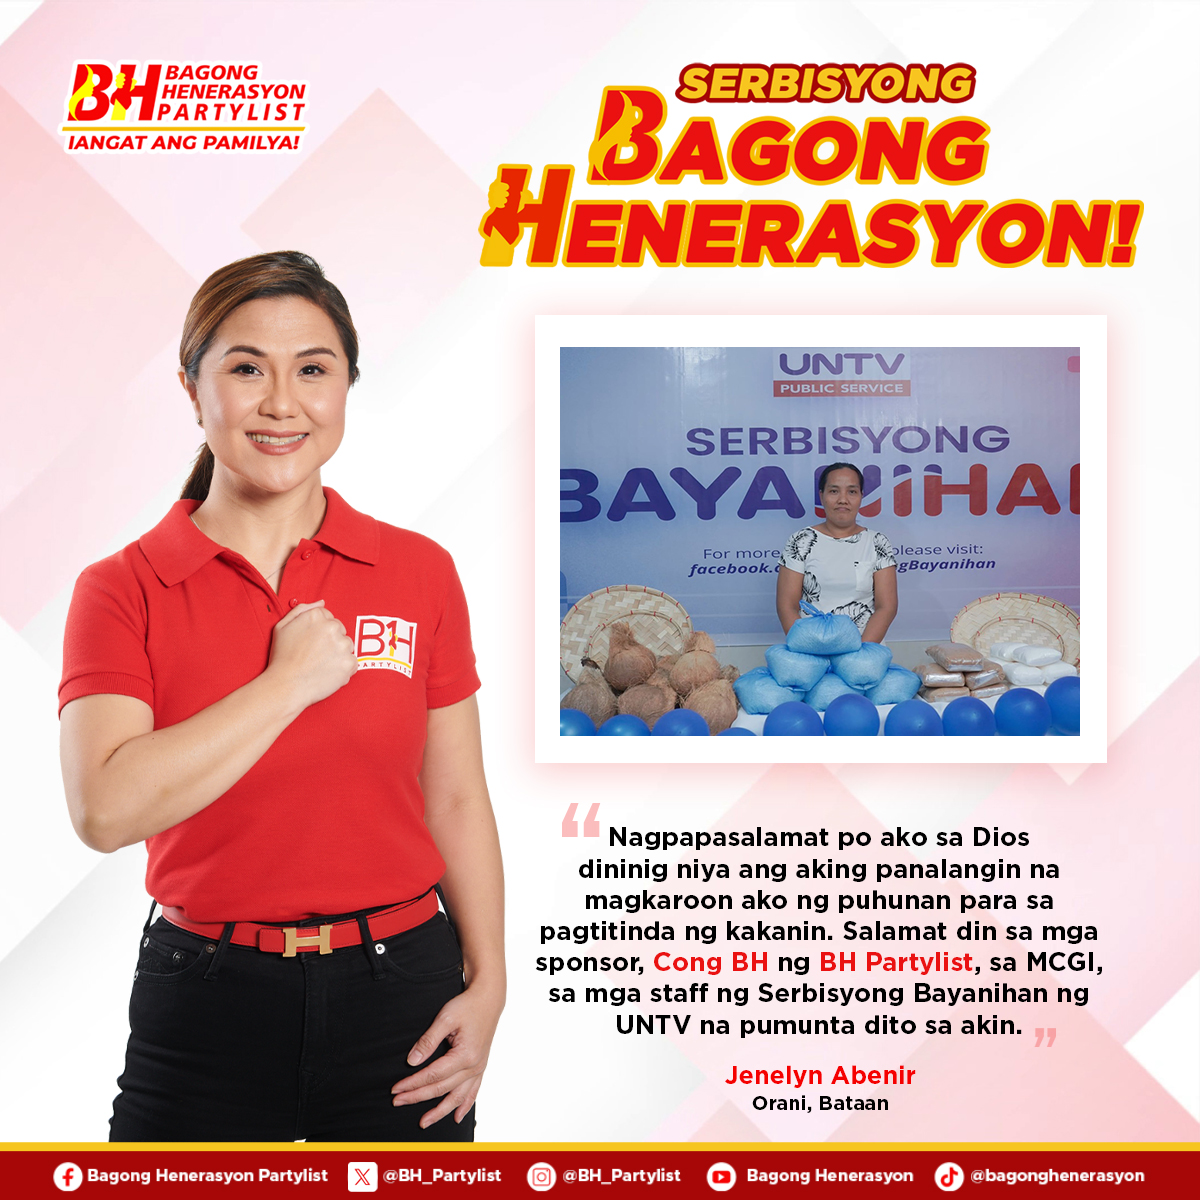 BH BAGONG
HENERASYON
PARTYLIST
IANGAT ANG PAMILYA!
SERBISYONG
BAGONG
HENERASYON!
UNTV
PUBLIC SERVICE
SERBISYONG
For more please visit:
BH
PARTYLIST
“Nagpapasalamat po ako sa Dios
dininig niya ang aking panalangin na
magkaroon ako ng puhunan para sa
pagtitinda ng kakanin. Salamat din sa mga
sponsor, Cong BH ng BH Partylist, sa MCGI,
sa mga staff ng Serbisyong Bayanihan ng
UNTV na pumunta dito sa akin.”
Jenelyn Abenir
Orani, Bataan
Bagong Henerasyon Partylist @BH_Partylist @BH_Partylist Bagong Henerasyon @bagonghenerasyon